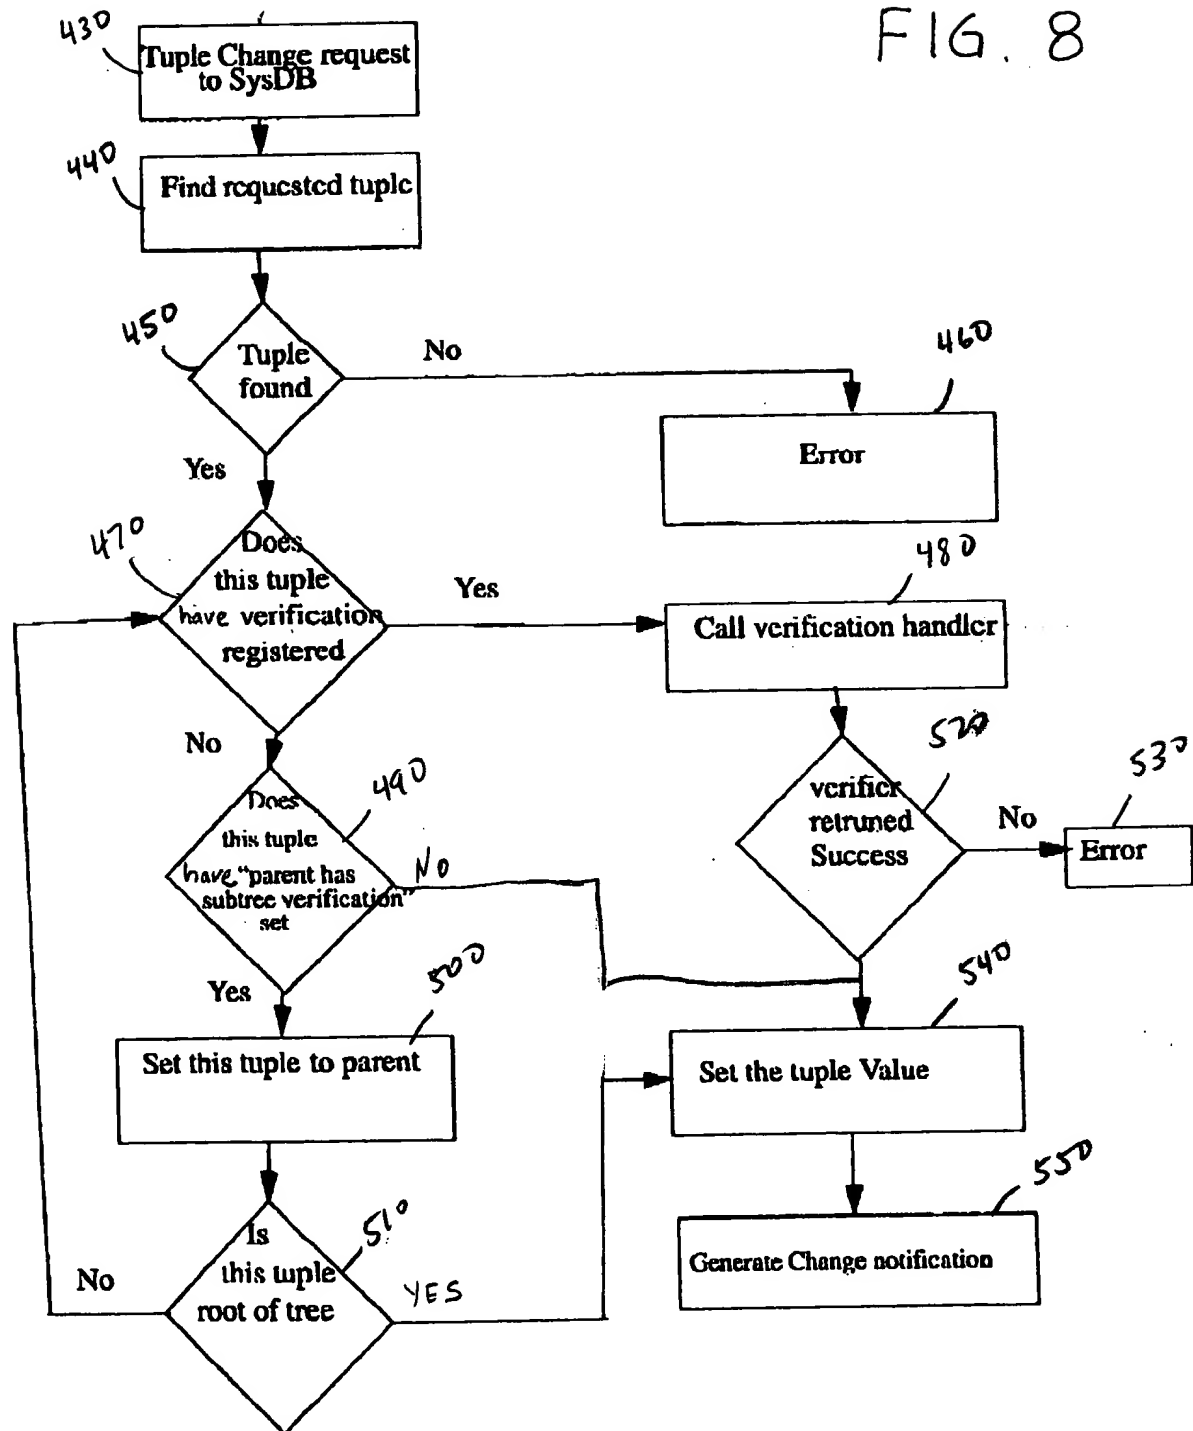 FIG. 8
430
Tuple Change request
to SysDB
440
Find requested tuple
450
Tuple
found
No
460
Error
Yes
470
Does
this tuple
have verification
registered
Yes
480
Call verification handler
No
490
Does
this tuple
have "parent has
subtree verification"
set
No
520
verifier
retruned
Success
No
530
Error
Yes
500
Set this tuple to parent
540
Set the tuple Value
510
Is
this tuple
root of tree
No
YES
550
Generate Change notification